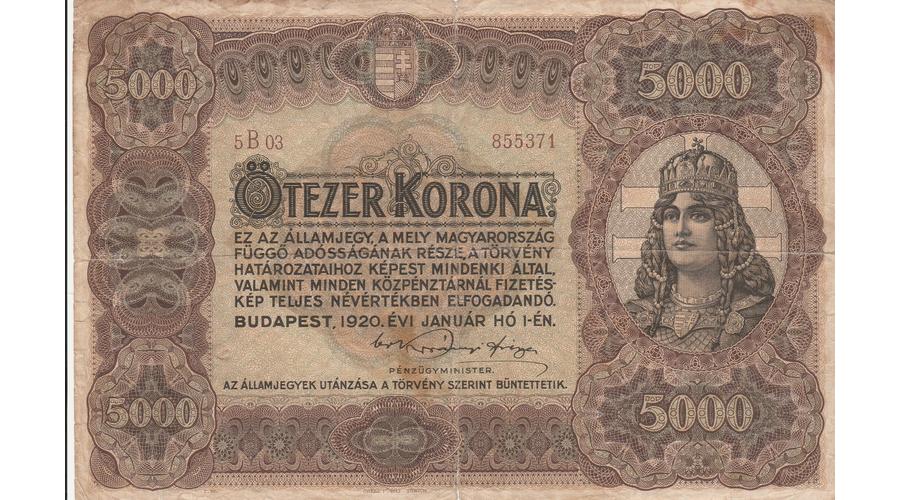 5000
5000
5B 03 855371
ÖTEZER KORONA.
EZ AZ ÁLLAMJEGY, A MELY MAGYARORSZÁG
FÜGGŐ ADÓSSÁGÁNAK RÉSZE, A TÖRVÉNY
HATÁROZATAIHOZ KÉPEST MINDENKI ÁLTAL,
VALAMINT MINDEN KÖZPÉNZTÁRNÁL FIZETÉS-
KÉP TELJES NÉVÉRTÉKBEN ELFOGADANDÓ.
BUDAPEST, 1920. ÉVI JANUÁR HÓ 1-ÉN.
PÉNZÜGYMINISTER.
AZ ÁLLAMJEGYEK UTÁNZÁSA A TÖRVÉNY SZERINT BÜNTETTETIK.
5000
5000